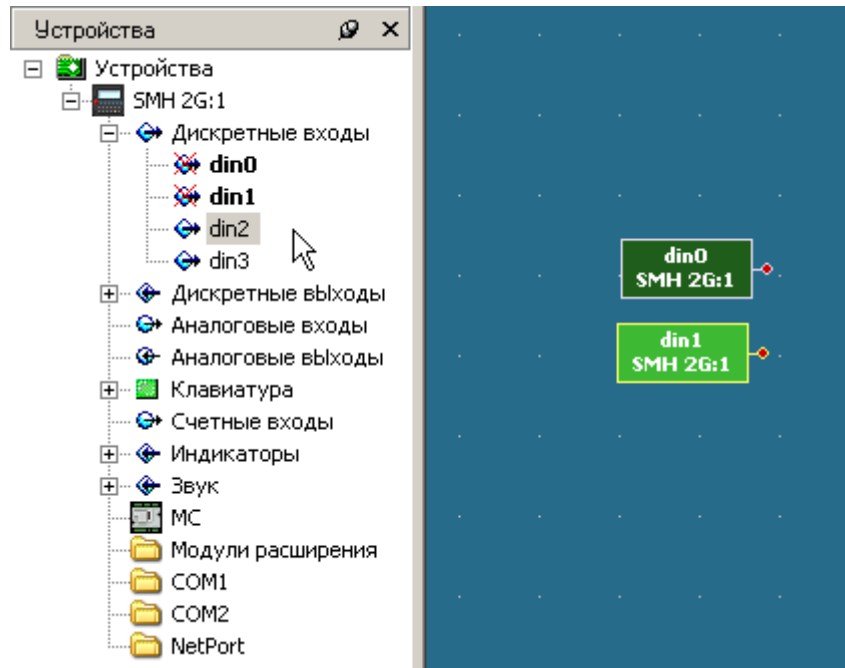 Устройства
Устройства
SMH 2G:1
Дискретные входы
din0
din1
din2
din3
Дискретные вЫходы
Аналоговые входы
Аналоговые вЫходы
Клавиатура
Счетные входы
Индикаторы
Звук
MC
Модули расширения
COM1
COM2
NetPort
din0
SMH 2G:1
din1
SMH 2G:1